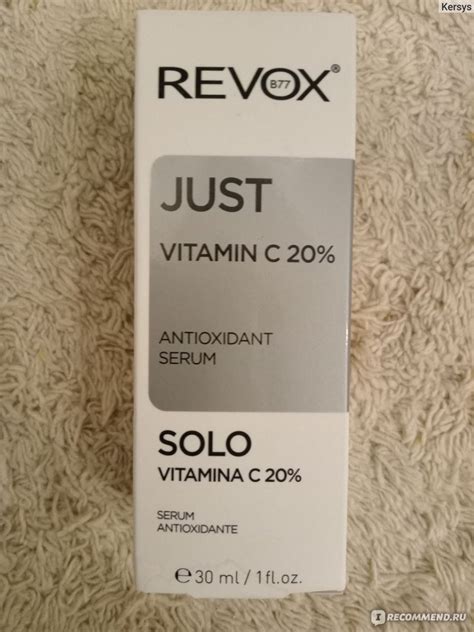 Kersys
REVOX®
B77
JUST
VITAMIN C 20%
ANTIOXIDANT
SERUM
SOLO
VITAMINA C 20%
SERUM
ANTIOXIDANTE
℮ 30 ml / 1 fl.oz.
IRECOMMEND.RU